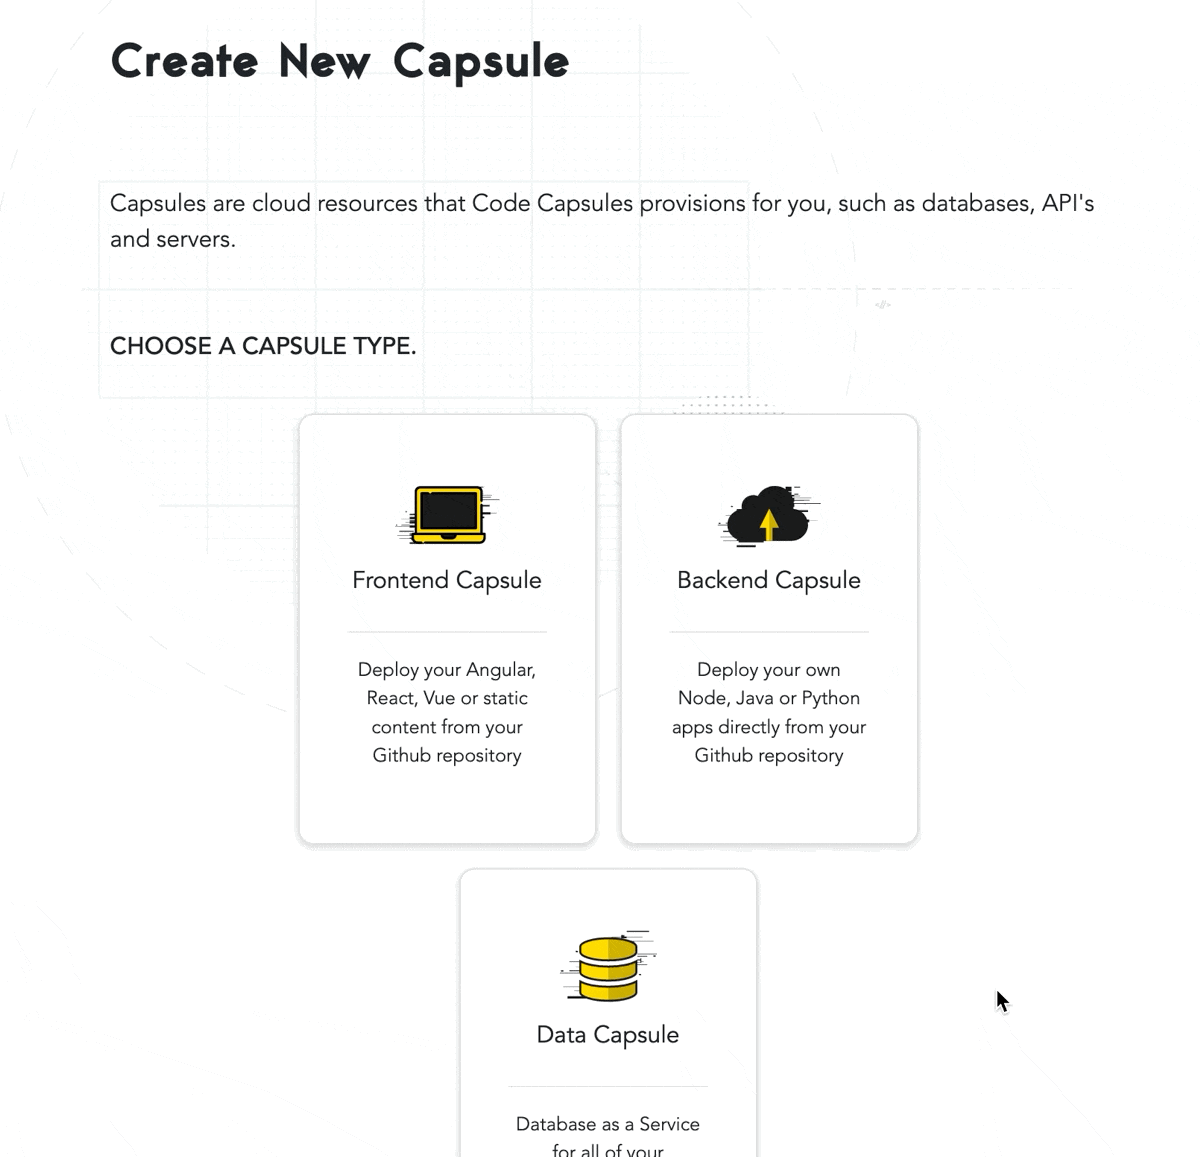 Create New Capsule
Capsules are cloud resources that Code Capsules provisions for you, such as databases, API's
and servers.
CHOOSE A CAPSULE TYPE.
Frontend Capsule
Deploy your Angular,
React, Vue or static
content from your
Github repository
Backend Capsule
Deploy your own
Node, Java or Python
apps directly from your
Github repository
Data Capsule
Database as a Service
for all of your